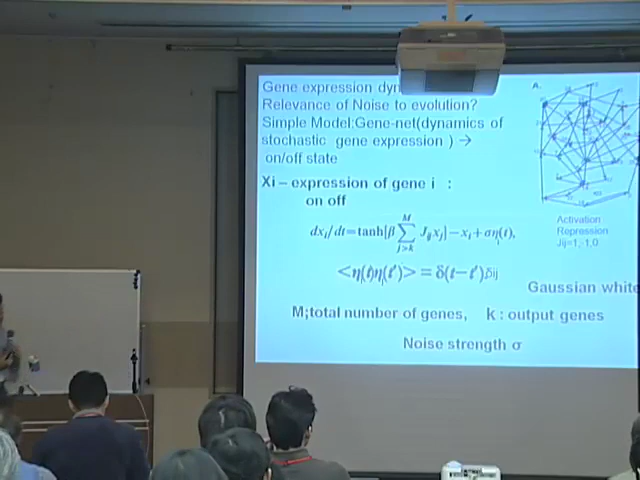 Gene expression dyn
Relevance of Noise to evolution?
Simple Model:Gene-net(dynamics of
stochastic gene expression ) →
on/off state
Xi – expression of gene i :
on off
dxᵢ/dt=tanh[β Σ_{j>k}^{M} Jᵢⱼxⱼ]−xᵢ+σηᵢ(t),
<ηᵢ(t)ηⱼ(t')> = δ(t−t')δij
Gaussian white
M;total number of genes, k : output genes
Noise strength σ
A.
Activation
Repression
Jij=1,-1,0